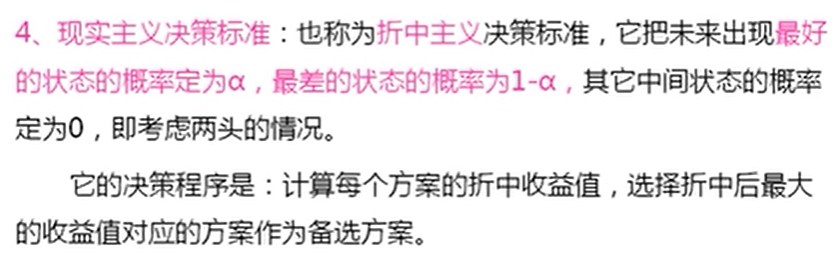 4、现实主义决策标准：也称为折中主义决策标准，它把未来出现最好
的状态的概率定为α，最差的状态的概率为1-α，其它中间状态的概率
定为0，即考虑两头的情况。
它的决策程序是：计算每个方案的折中收益值，选择折中后最大
的收益值对应的方案作为备选方案。